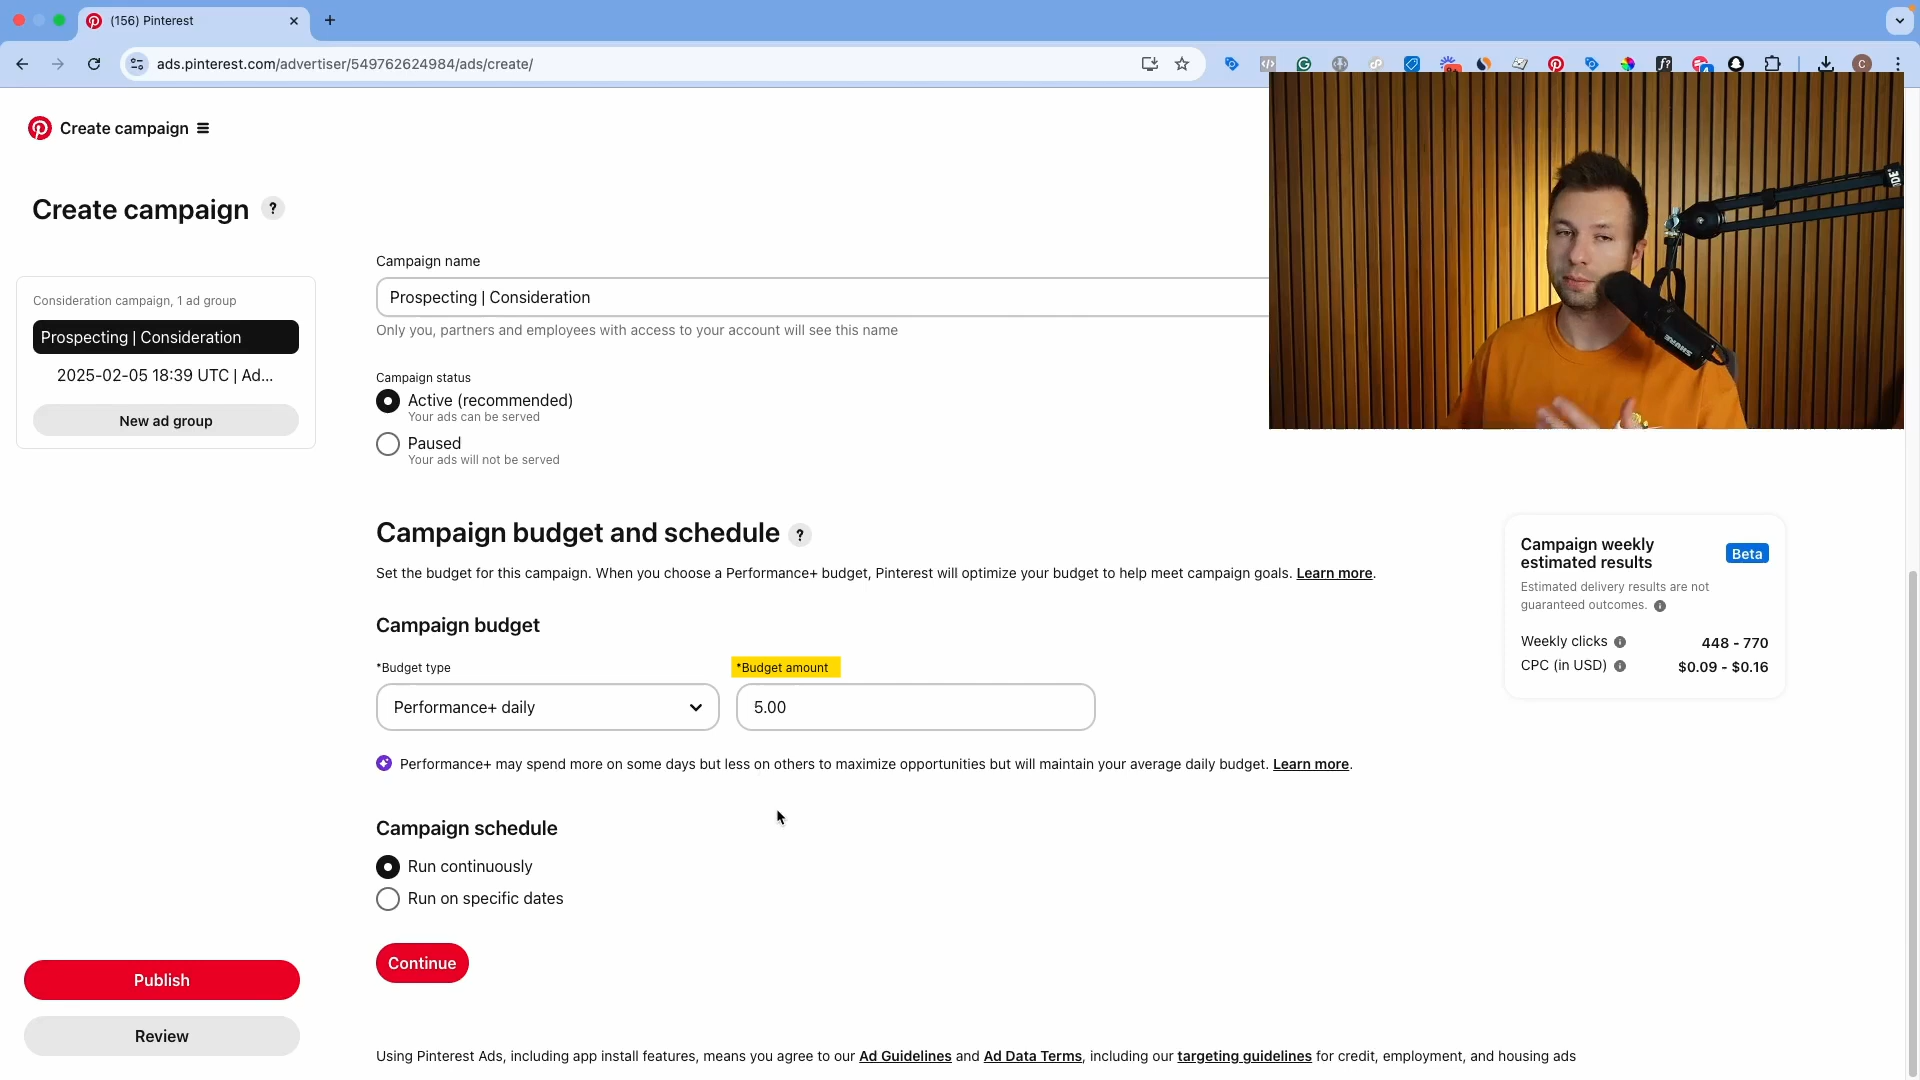 (156) Pinterest
ads.pinterest.com/advertiser/549762624984/ads/create/
Create campaign
Create campaign ?
Consideration campaign, 1 ad group
Prospecting | Consideration
2025-02-05 18:39 UTC | Ad...
New ad group
Publish
Review
Campaign name
Prospecting | Consideration
Only you, partners and employees with access to your account will see this name
Campaign status
Active (recommended)
Your ads can be served
Paused
Your ads will not be served
Campaign budget and schedule ?
Set the budget for this campaign. When you choose a Performance+ budget, Pinterest will optimize your budget to help meet campaign goals. Learn more.
Campaign budget
*Budget type
*Budget amount
Performance+ daily
5.00
Performance+ may spend more on some days but less on others to maximize opportunities but will maintain your average daily budget. Learn more.
Campaign schedule
Run continuously
Run on specific dates
Continue
Using Pinterest Ads, including app install features, means you agree to our Ad Guidelines and Ad Data Terms, including our targeting guidelines for credit, employment, and housing ads
Campaign weekly
estimated results
Beta
Estimated delivery results are not
guaranteed outcomes.
Weekly clicks 448 - 770
CPC (in USD) $0.09 - $0.16